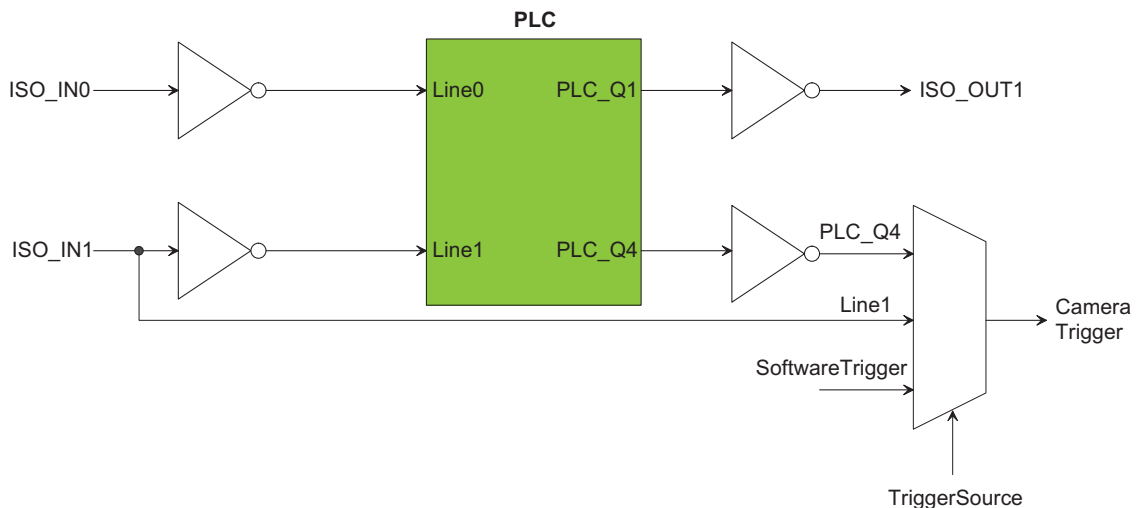 PLC
ISO_IN0
Line0
PLC_Q1
ISO_OUT1
ISO_IN1
Line1
PLC_Q4
PLC_Q4
Line1
Camera
Trigger
SoftwareTrigger
TriggerSource